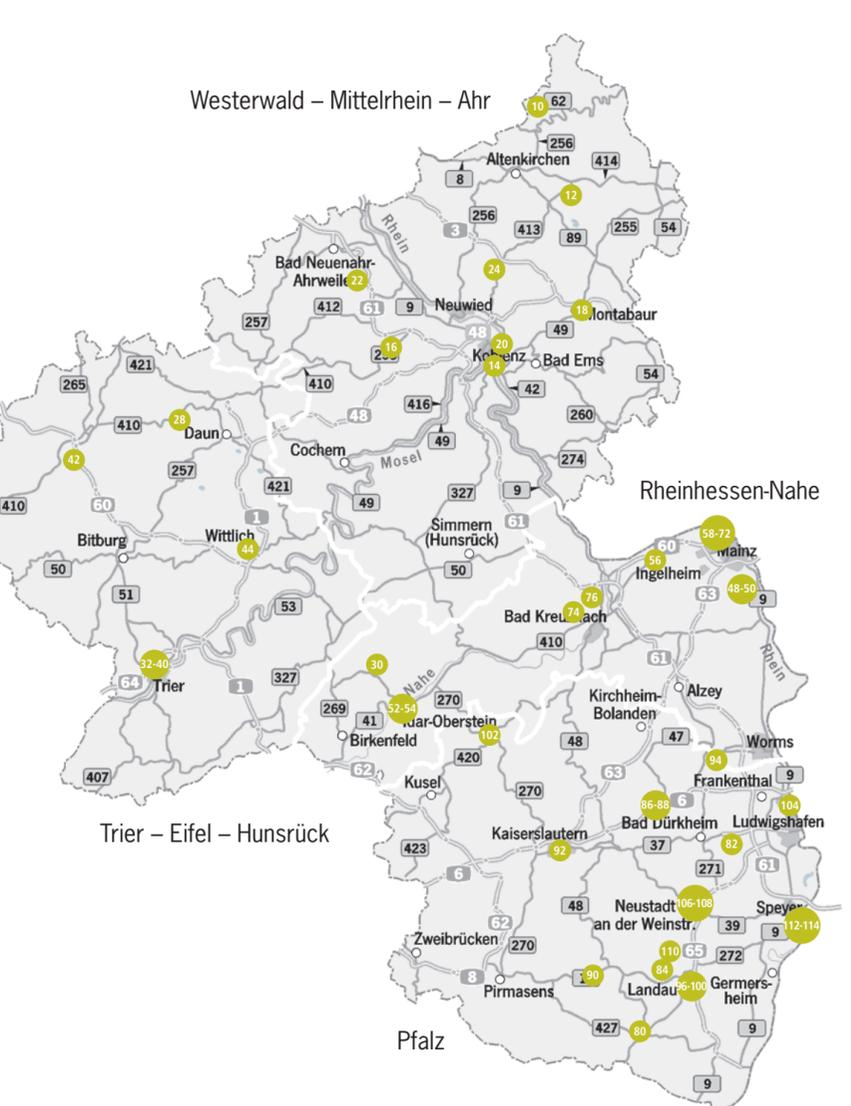 Westerwald – Mittelrhein – Ahr
10
62
256
Altenkirchen
414
8
12
256
3
413
89
255
54
Rhein
Bad Neuenahr-
Ahrweile
22
24
412
61
9
Neuwied
257
18
Montabaur
48
49
16
20
Koblenz
14
Bad Ems
421
265
410
54
42
416
48
260
28
410
Daun
49
42
Cochem
Mosel
274
257
421
410
60
49
327
9
1
61
Rheinhessen-Nahe
Simmern
(Hunsrück)
58-72
Bitburg
Wittlich
44
60
Mainz
56
Ingelheim
50
50
48-50
51
53
76
63
9
74
Bad Kreuznach
410
61
Rhein
32-40
30
64
Trier
1
327
Nahe
52-54
270
Idar-Oberstein
269
41
Birkenfeld
102
Kirchheim-
Bolanden
Alzey
48
47
Worms
420
94
62
63
Frankenthal
9
407
Kusel
270
86-88
6
104
Bad Dürkheim
Ludwigshafen
Trier – Eifel – Hunsrück
Kaiserslautern
92
37
82
423
271
61
6
48
Neustadt
an der Weinstr.
106-108
Speyer
112-114
62
39
9
Zweibrücken
270
110
65
272
8
84
90
Pirmasens
Landau
96-100
Germers-
heim
Pfalz
427
80
9
9